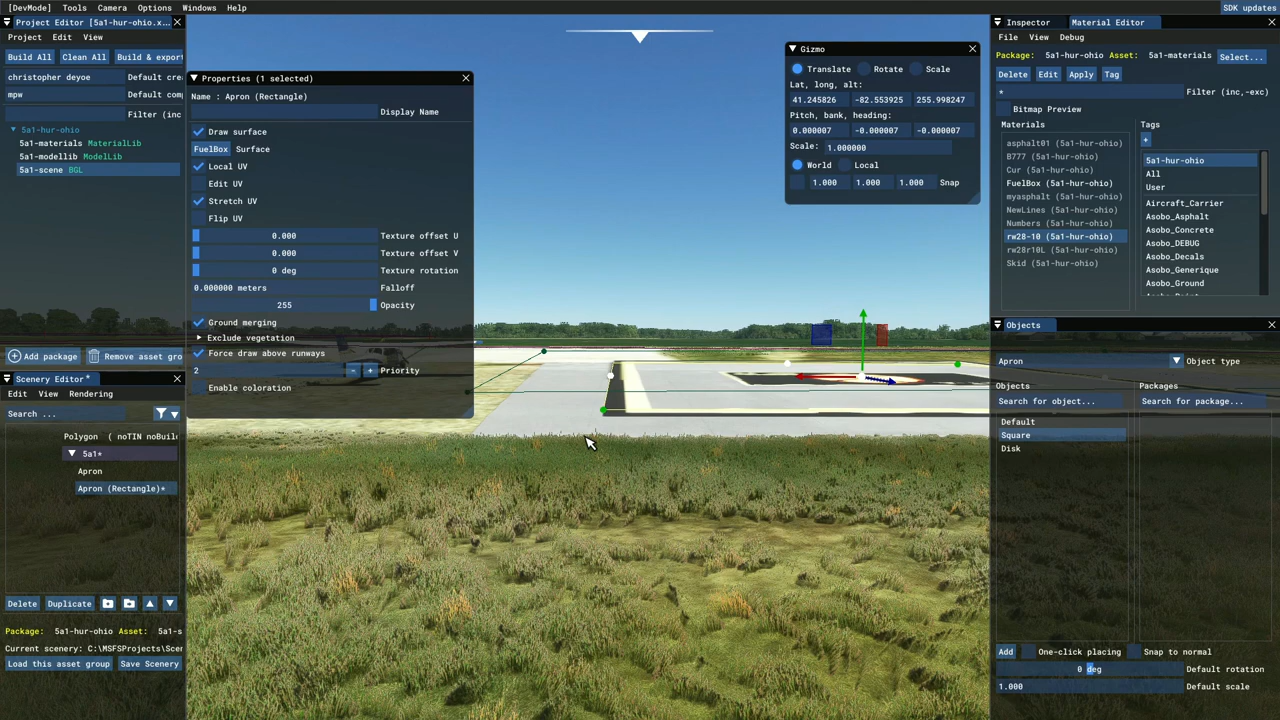 [DevMode] Tools Camera Options Windows Help SDK updates
Project Editor [5a1-hur-ohio.x...
Project Edit View
Build All Clean All Build & export
christopher deyoe Default cre
mpw Default comp
Filter (inc
5a1-hur-ohio
5a1-materials MaterialLib
5a1-modellib ModelLib
5a1-scene BGL
Add package Remove asset gro
Scenery Editor*
Edit View Rendering
Search ...
Polygon ( noTIN noBuil
5a1*
Apron
Apron (Rectangle)*
Delete Duplicate
Package: 5a1-hur-ohio Asset: 5a1-s
Current scenery: C:\MSFSProjects\Scen
Load this asset group Save Scenery
Properties (1 selected)
Name : Apron (Rectangle)
Display Name
Draw surface
FuelBox Surface
Local UV
Edit UV
Stretch UV
Flip UV
0.000 Texture offset U
0.000 Texture offset V
0 deg Texture rotation
0.000000 meters Falloff
255 Opacity
Ground merging
Exclude vegetation
Force draw above runways
2 - + Priority
Enable coloration
Gizmo
Translate Rotate Scale
Lat, long, alt:
41.245826 -82.553925 255.998247
Pitch, bank, heading:
0.000007 -0.000007 -0.000007
Scale: 1.000000
World Local
1.000 1.000 1.000 Snap
Inspector Material Editor
File View Debug
Package: 5a1-hur-ohio Asset: 5a1-materials Select...
Delete Edit Apply Tag
* Filter (inc,-exc)
Bitmap Preview
Materials
asphalt01 (5a1-hur-ohio)
B777 (5a1-hur-ohio)
Cur (5a1-hur-ohio)
FuelBox (5a1-hur-ohio)
myasphalt (5a1-hur-ohio)
NewLines (5a1-hur-ohio)
Numbers (5a1-hur-ohio)
rw28-10 (5a1-hur-ohio)
rw28r10L (5a1-hur-ohio)
Skid (5a1-hur-ohio)
Tags
+
5a1-hur-ohio
All
User
Aircraft_Carrier
Asobo_Asphalt
Asobo_Concrete
Asobo_DEBUG
Asobo_Decals
Asobo_Generique
Asobo_Ground
Objects
Apron Object type
Objects
Search for object...
Default
Square
Disk
Packages
Search for package...
Add One-click placing Snap to normal
0 deg Default rotation
1.000 Default scale